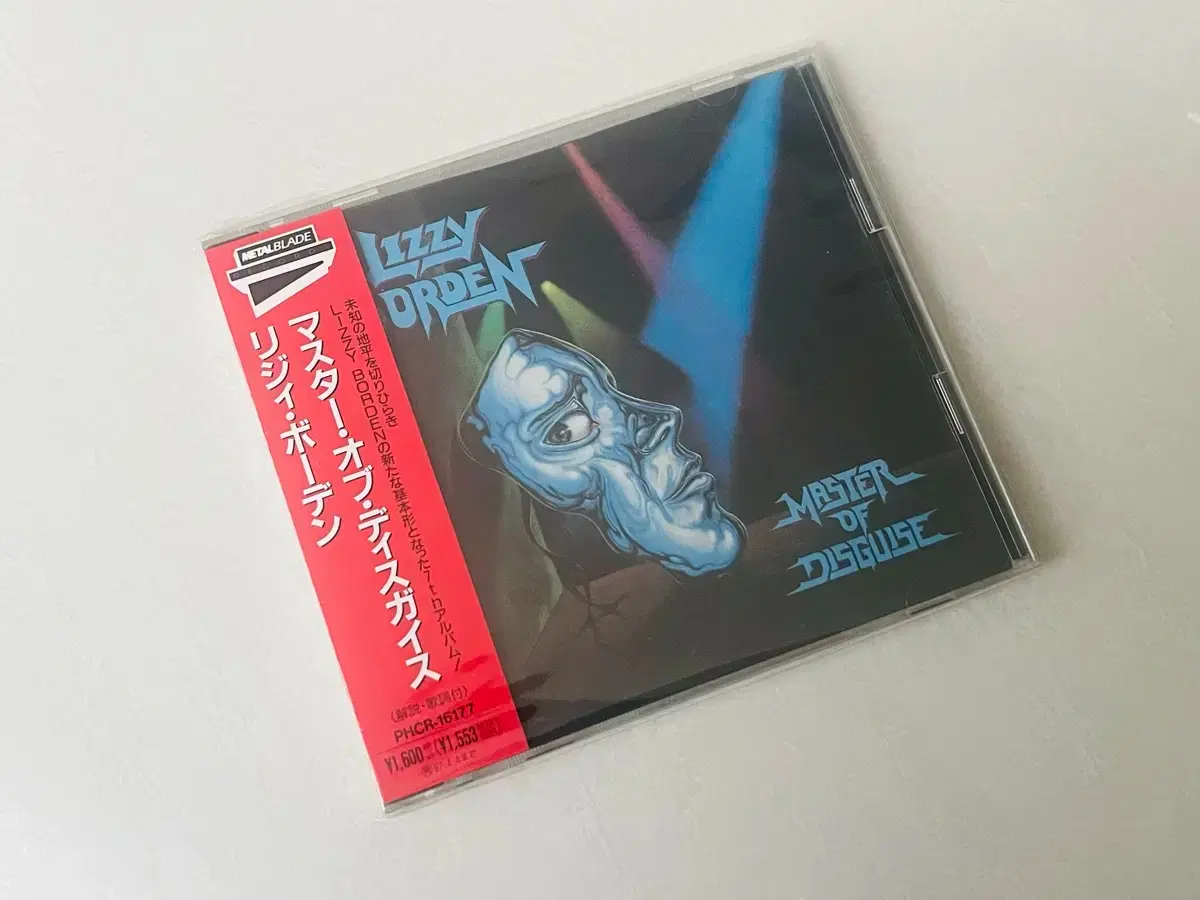 METALBLADE
マスター・オブ・ディスガイス
リジィ・ボーデン
未知の地平を切りひらき
LIZZY BORDENの新たな基本形となった7thアルバム!
(解説・歌詞付)
PHCR-16177
¥1,600 (¥1,553
LIZZY
ORDEN
MASTER
OF
DISGUISE